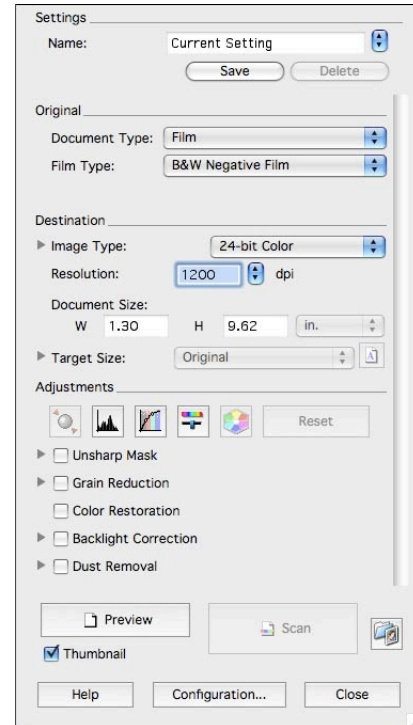 Settings
Name: Current Setting
Save Delete
Original
Document Type: Film
Film Type: B&W Negative Film
Destination
Image Type: 24-bit Color
Resolution: 1200 dpi
Document Size:
W 1.30 H 9.62 in.
Target Size: Original A
Adjustments
Reset
Unsharp Mask
Grain Reduction
Color Restoration
Backlight Correction
Dust Removal
Preview Scan
Thumbnail
Help Configuration... Close